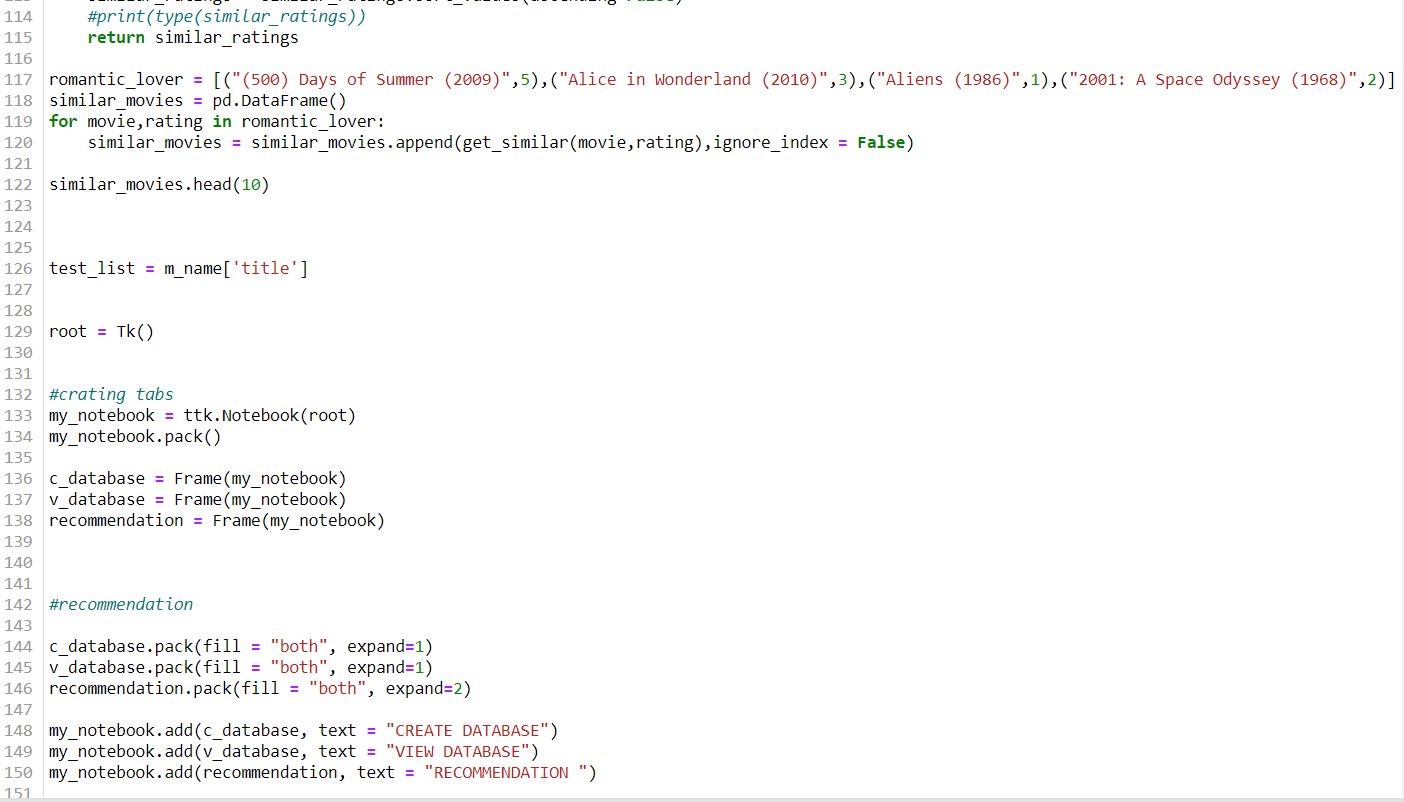 114 #print(type(similar_ratings))
115 return similar_ratings
116
117 romantic_lover = [("(500) Days of Summer (2009)",5),("Alice in Wonderland (2010)",3),("Aliens (1986)",1),("2001: A Space Odyssey (1968)",2)]
118 similar_movies = pd.DataFrame()
119 for movie,rating in romantic_lover:
120 similar_movies = similar_movies.append(get_similar(movie,rating),ignore_index = False)
121
122 similar_movies.head(10)
123
124
125
126 test_list = m_name['title']
127
128
129 root = Tk()
130
131
132 #crating tabs
133 my_notebook = ttk.Notebook(root)
134 my_notebook.pack()
135
136 c_database = Frame(my_notebook)
137 v_database = Frame(my_notebook)
138 recommendation = Frame(my_notebook)
139
140
141
142 #recommendation
143
144 c_database.pack(fill = "both", expand=1)
145 v_database.pack(fill = "both", expand=1)
146 recommendation.pack(fill = "both", expand=2)
147
148 my_notebook.add(c_database, text = "CREATE DATABASE")
149 my_notebook.add(v_database, text = "VIEW DATABASE")
150 my_notebook.add(recommendation, text = "RECOMMENDATION ")
151